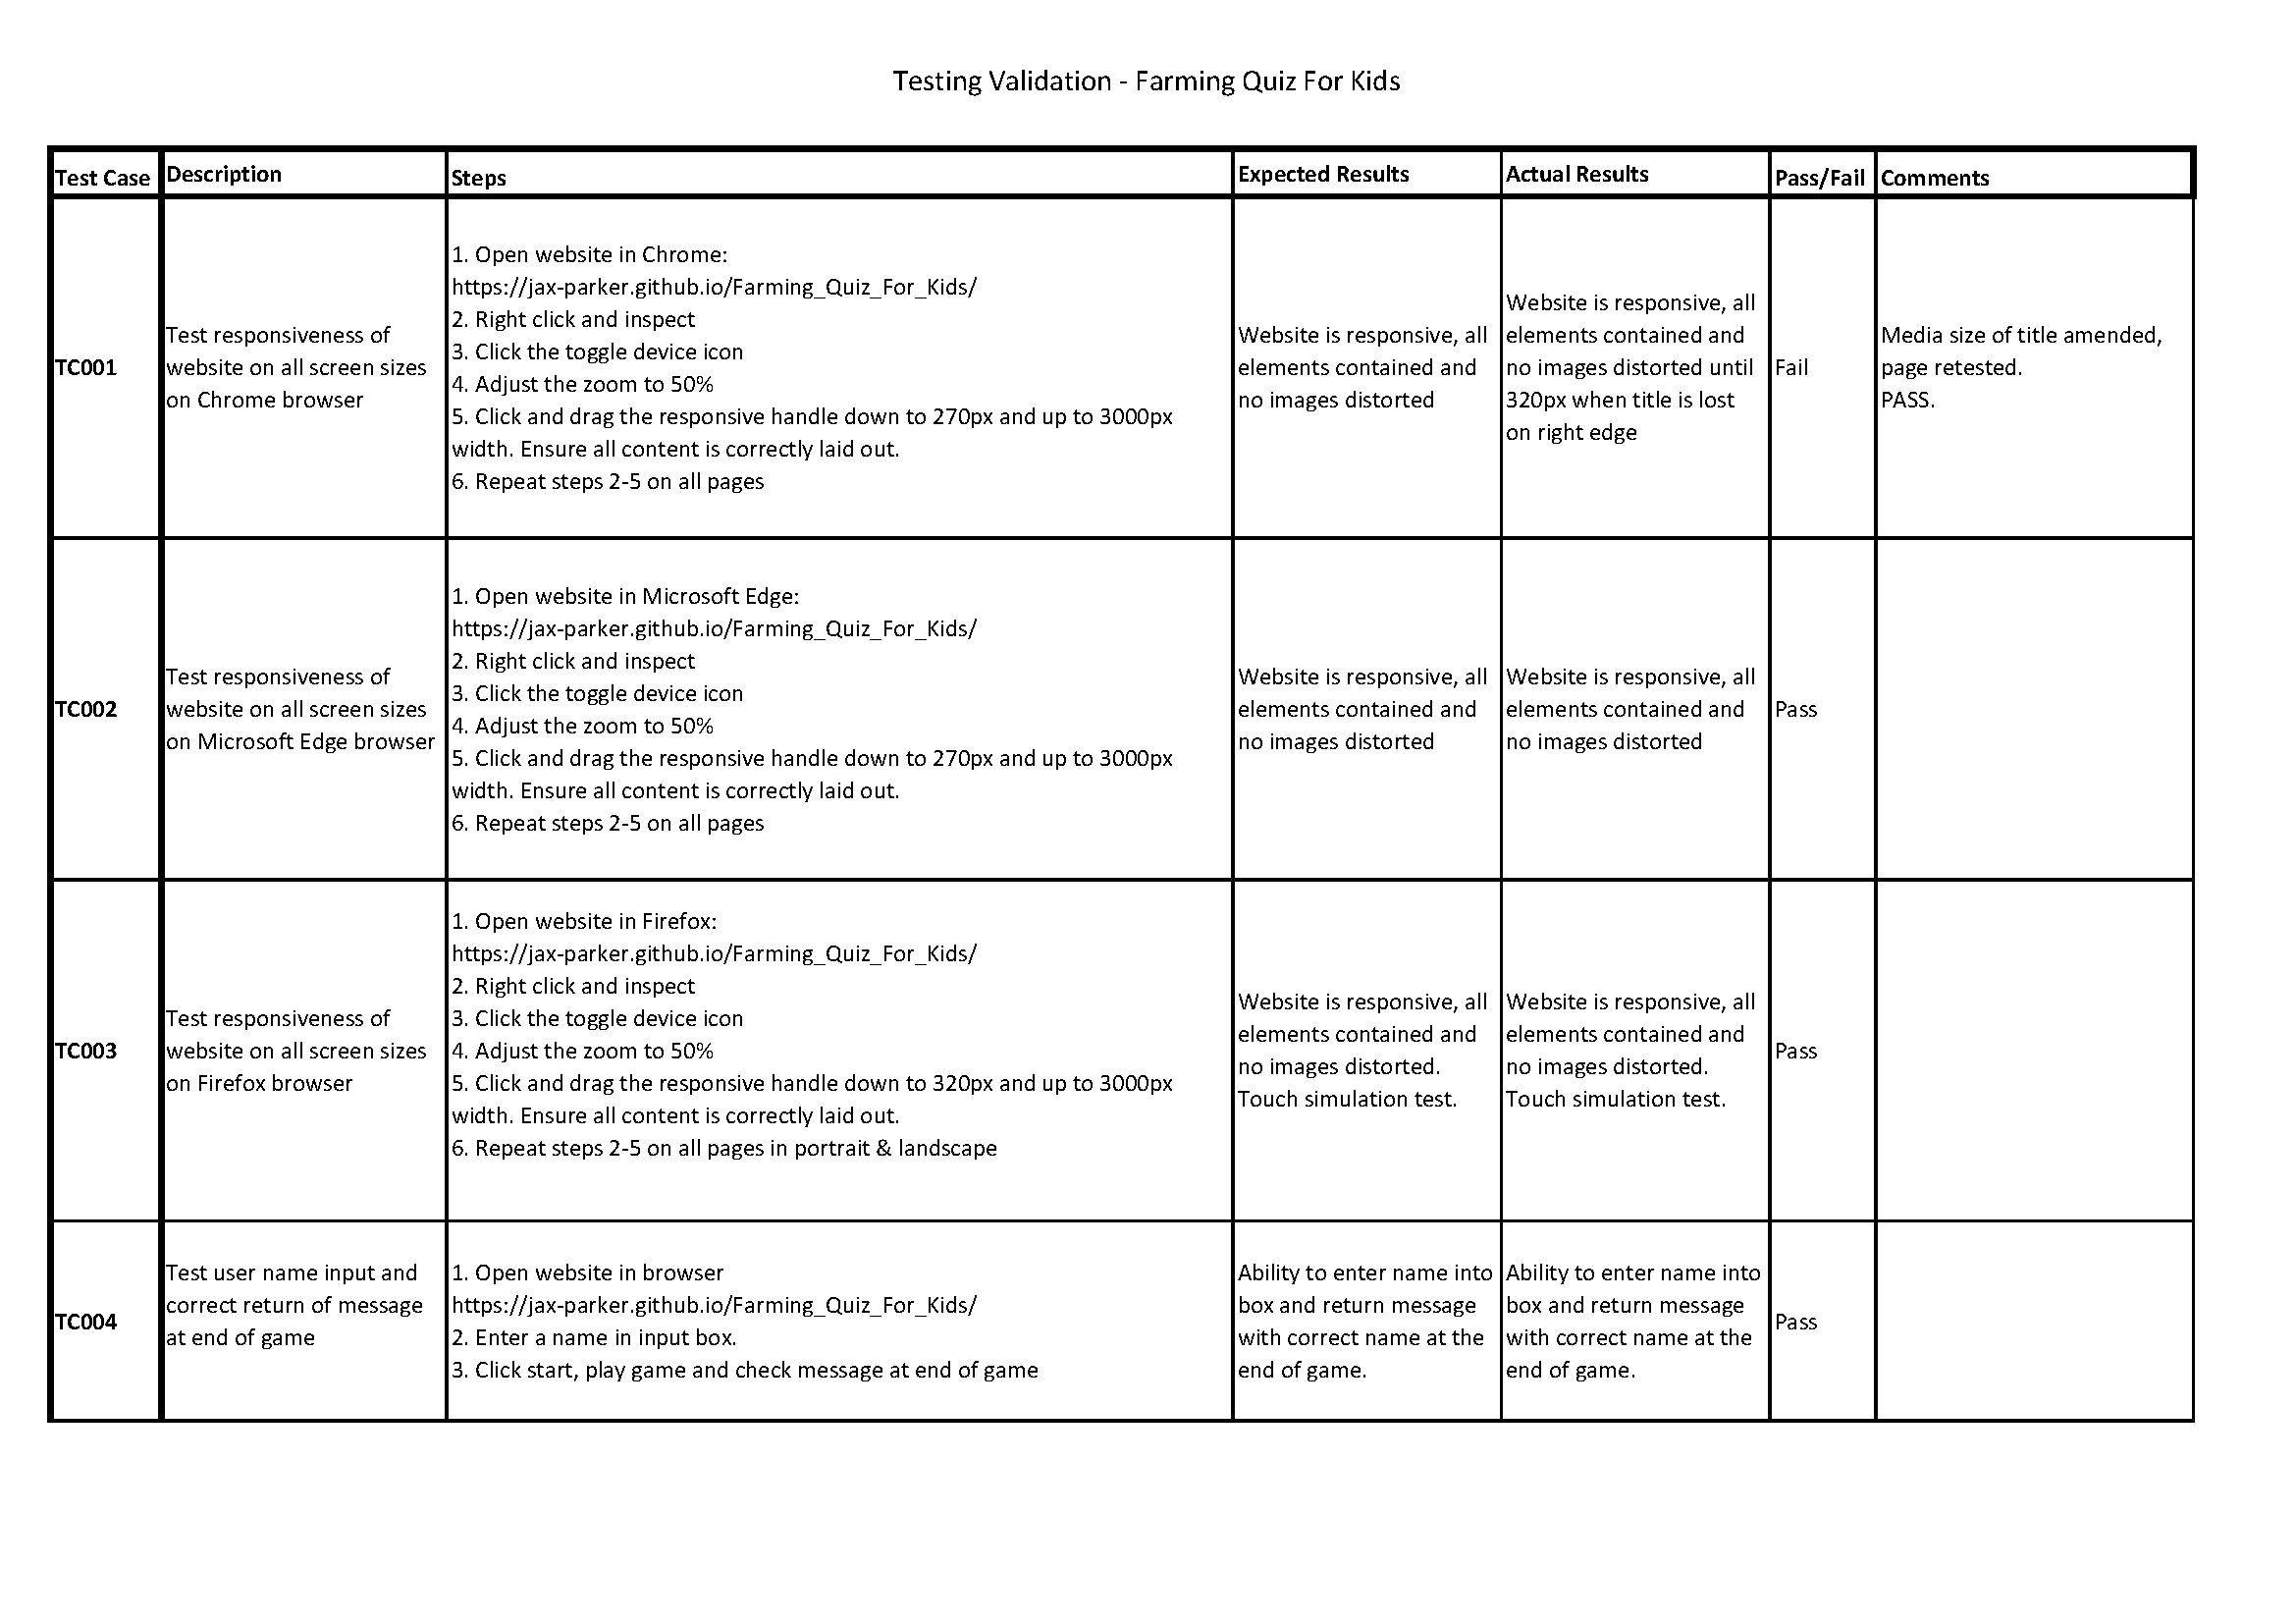 Testing Validation - Farming Quiz For Kids
Test Case Description Steps Expected Results Actual Results Pass/Fail Comments
TC001
Test responsiveness of
website on all screen sizes
on Chrome browser
1. Open website in Chrome:
https://jax-parker.github.io/Farming_Quiz_For_Kids/
2. Right click and inspect
3. Click the toggle device icon
4. Adjust the zoom to 50%
5. Click and drag the responsive handle down to 270px and up to 3000px
width. Ensure all content is correctly laid out.
6. Repeat steps 2-5 on all pages
Website is responsive, all
elements contained and
no images distorted
Website is responsive, all
elements contained and
no images distorted until
320px when title is lost
on right edge
Fail
Media size of title amended,
page retested.
PASS.
TC002
Test responsiveness of
website on all screen sizes
on Microsoft Edge browser
1. Open website in Microsoft Edge:
https://jax-parker.github.io/Farming_Quiz_For_Kids/
2. Right click and inspect
3. Click the toggle device icon
4. Adjust the zoom to 50%
5. Click and drag the responsive handle down to 270px and up to 3000px
width. Ensure all content is correctly laid out.
6. Repeat steps 2-5 on all pages
Website is responsive, all
elements contained and
no images distorted
Website is responsive, all
elements contained and
no images distorted
Pass
TC003
Test responsiveness of
website on all screen sizes
on Firefox browser
1. Open website in Firefox:
https://jax-parker.github.io/Farming_Quiz_For_Kids/
2. Right click and inspect
3. Click the toggle device icon
4. Adjust the zoom to 50%
5. Click and drag the responsive handle down to 320px and up to 3000px
width. Ensure all content is correctly laid out.
6. Repeat steps 2-5 on all pages in portrait & landscape
Website is responsive, all
elements contained and
no images distorted.
Touch simulation test.
Website is responsive, all
elements contained and
no images distorted.
Touch simulation test.
Pass
TC004
Test user name input and
correct return of message
at end of game
1. Open website in browser
https://jax-parker.github.io/Farming_Quiz_For_Kids/
2. Enter a name in input box.
3. Click start, play game and check message at end of game
Ability to enter name into
box and return message
with correct name at the
end of game.
Ability to enter name into
box and return message
with correct name at the
end of game.
Pass